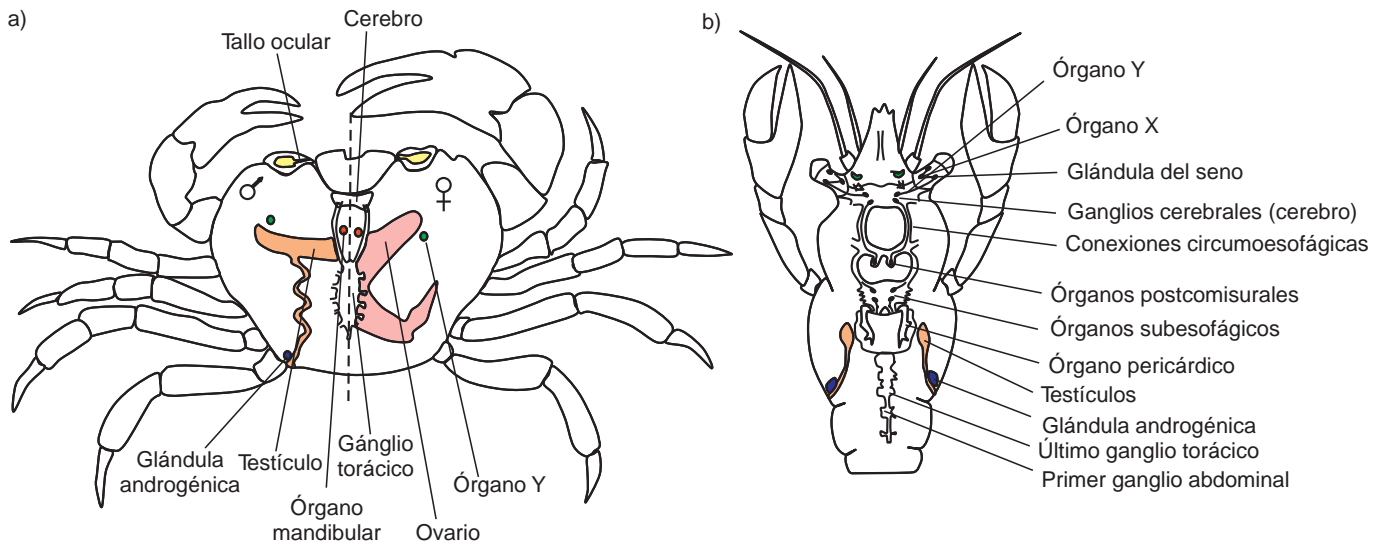 a)
Cerebro
Tallo ocular
♂
♀
Glándula
androgénica
Testículo
Órgano
mandibular
Gánglio
torácico
Ovario
Órgano Y
b)
Órgano Y
Órgano X
Glándula del seno
Ganglios cerebrales (cerebro)
Conexiones circumoesofágicas
Órganos postcomisurales
Órganos subesofágicos
Órgano pericárdico
Testículos
Glándula androgénica
Último ganglio torácico
Primer ganglio abdominal